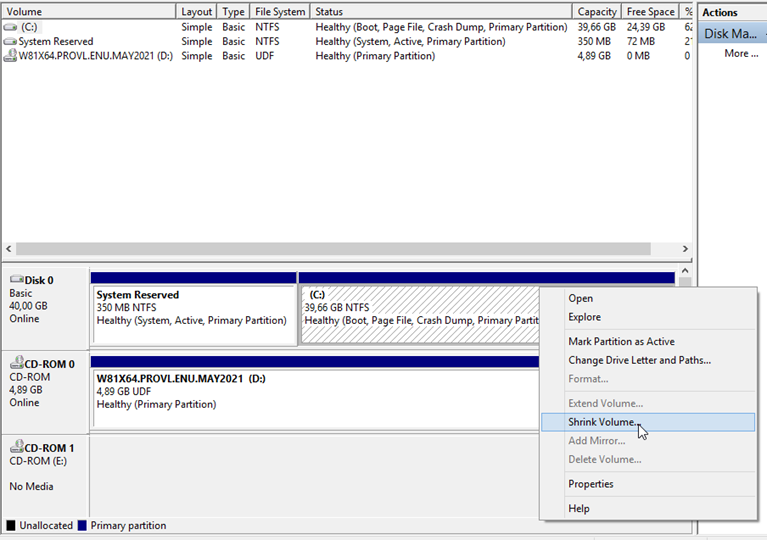 Volume Layout Type File System Status Capacity Free Space %
(C:) Simple Basic NTFS Healthy (Boot, Page File, Crash Dump, Primary Partition) 39,66 GB 24,39 GB 62
System Reserved Simple Basic NTFS Healthy (System, Active, Primary Partition) 350 MB 72 MB 21
W81X64.PROVL.ENU.MAY2021 (D:) Simple Basic UDF Healthy (Primary Partition) 4,89 GB 0 MB 0
Actions
Disk Ma...
More ...
Disk 0
Basic
40,00 GB
Online
System Reserved
350 MB NTFS
Healthy (System, Active, Primary Partition)
(C:)
39,66 GB NTFS
Healthy (Boot, Page File, Crash Dump, Primary Partit
CD-ROM 0
CD-ROM
4,89 GB
Online
W81X64.PROVL.ENU.MAY2021 (D:)
4,89 GB UDF
Healthy (Primary Partition)
CD-ROM 1
CD-ROM (E:)
No Media
Open
Explore
Mark Partition as Active
Change Drive Letter and Paths...
Format...
Extend Volume...
Shrink Volume...
Add Mirror...
Delete Volume...
Properties
Help
Unallocated Primary partition